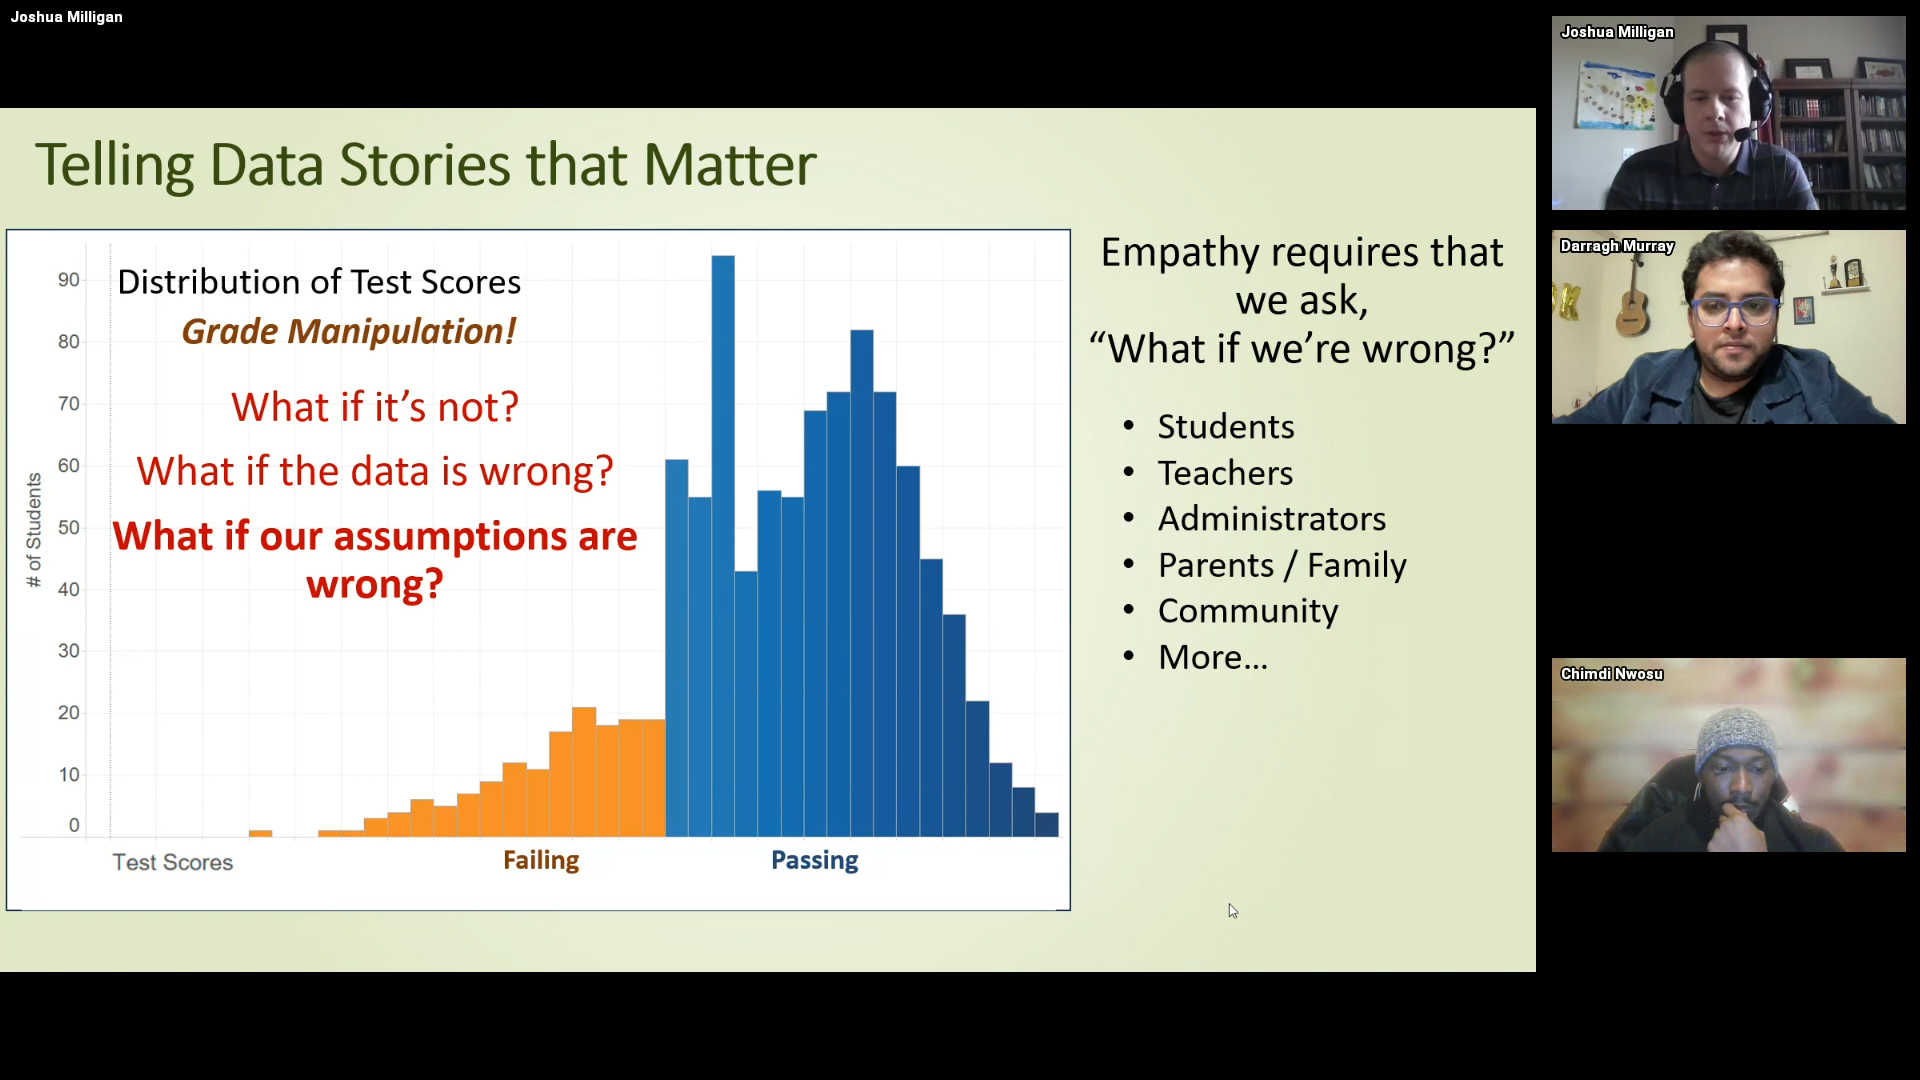 Joshua Milligan
Telling Data Stories that Matter
Distribution of Test Scores
Grade Manipulation!
What if it’s not?
What if the data is wrong?
What if our assumptions are
wrong?
# of Students
90
80
70
60
50
40
30
20
10
0
Test Scores
Failing
Passing
Empathy requires that
we ask,
“What if we’re wrong?”
• Students
• Teachers
• Administrators
• Parents / Family
• Community
• More…
Joshua Milligan
Darragh Murray
Chimdi Nwosu